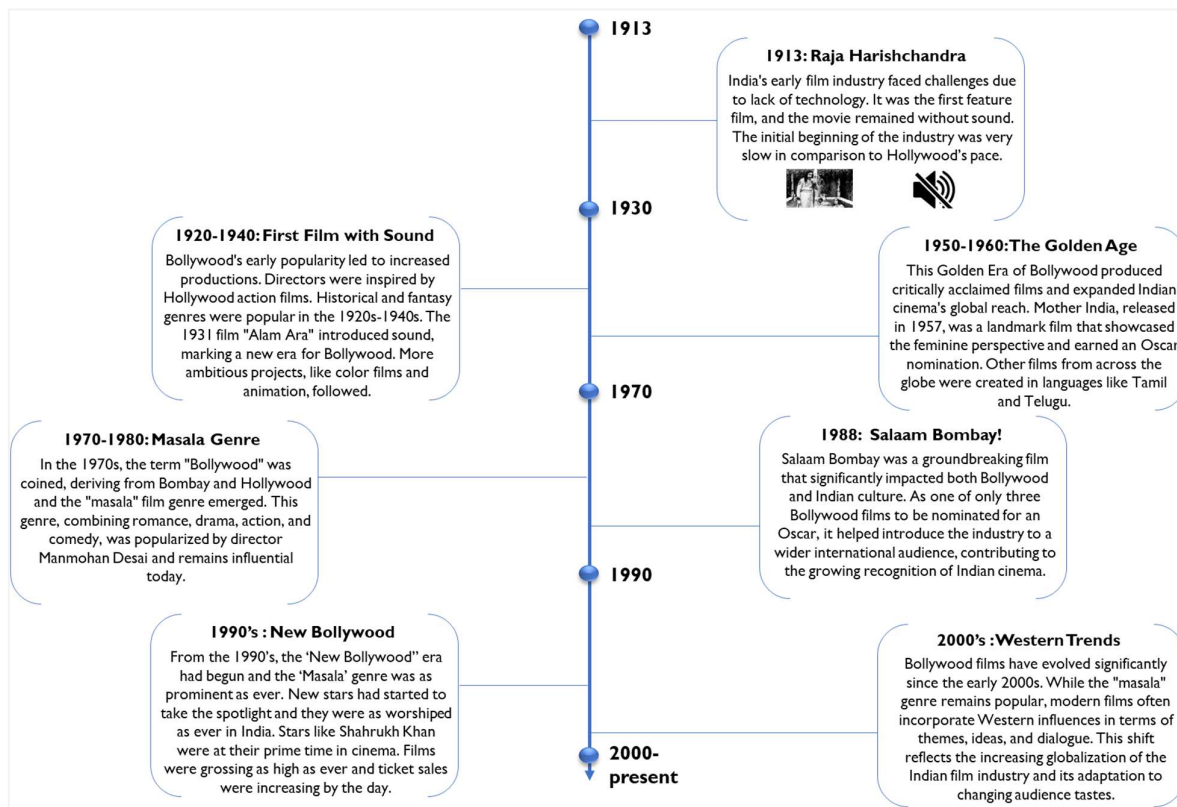 1913
1913: Raja Harishchandra
India's early film industry faced challenges due
to lack of technology. It was the first feature
film, and the movie remained without sound.
The initial beginning of the industry was very
slow in comparison to Hollywood's pace.
1930
1920-1940: First Film with Sound
Bollywood's early popularity led to increased
productions. Directors were inspired by
Hollywood action films. Historical and fantasy
genres were popular in the 1920s-1940s. The
1931 film "Alam Ara" introduced sound,
marking a new era for Bollywood. More
ambitious projects, like color films and
animation, followed.
1950-1960: The Golden Age
This Golden Era of Bollywood produced
critically acclaimed films and expanded Indian
cinema's global reach. Mother India, released
in 1957, was a landmark film that showcased
the feminine perspective and earned an Oscar
nomination. Other films from across the
globe were created in languages like Tamil
and Telugu.
1970
1970-1980: Masala Genre
In the 1970s, the term "Bollywood" was
coined, deriving from Bombay and Hollywood
and the "masala" film genre emerged. This
genre, combining romance, drama, action, and
comedy, was popularized by director
Manmohan Desai and remains influential
today.
1988: Salaam Bombay!
Salaam Bombay was a groundbreaking film
that significantly impacted both Bollywood
and Indian culture. As one of only three
Bollywood films to be nominated for an
Oscar, it helped introduce the industry to a
wider international audience, contributing to
the growing recognition of Indian cinema.
1990
1990's : New Bollywood
From the 1990's, the 'New Bollywood" era
had begun and the 'Masala' genre was as
prominent as ever. New stars had started to
take the spotlight and they were as worshiped
as ever in India. Stars like Shahrukh Khan
were at their prime time in cinema. Films
were grossing as high as ever and ticket sales
were increasing by the day.
2000's : Western Trends
Bollywood films have evolved significantly
since the early 2000s. While the "masala"
genre remains popular, modern films often
incorporate Western influences in terms of
themes, ideas, and dialogue. This shift
reflects the increasing globalization of the
Indian film industry and its adaptation to
changing audience tastes.
2000-
present